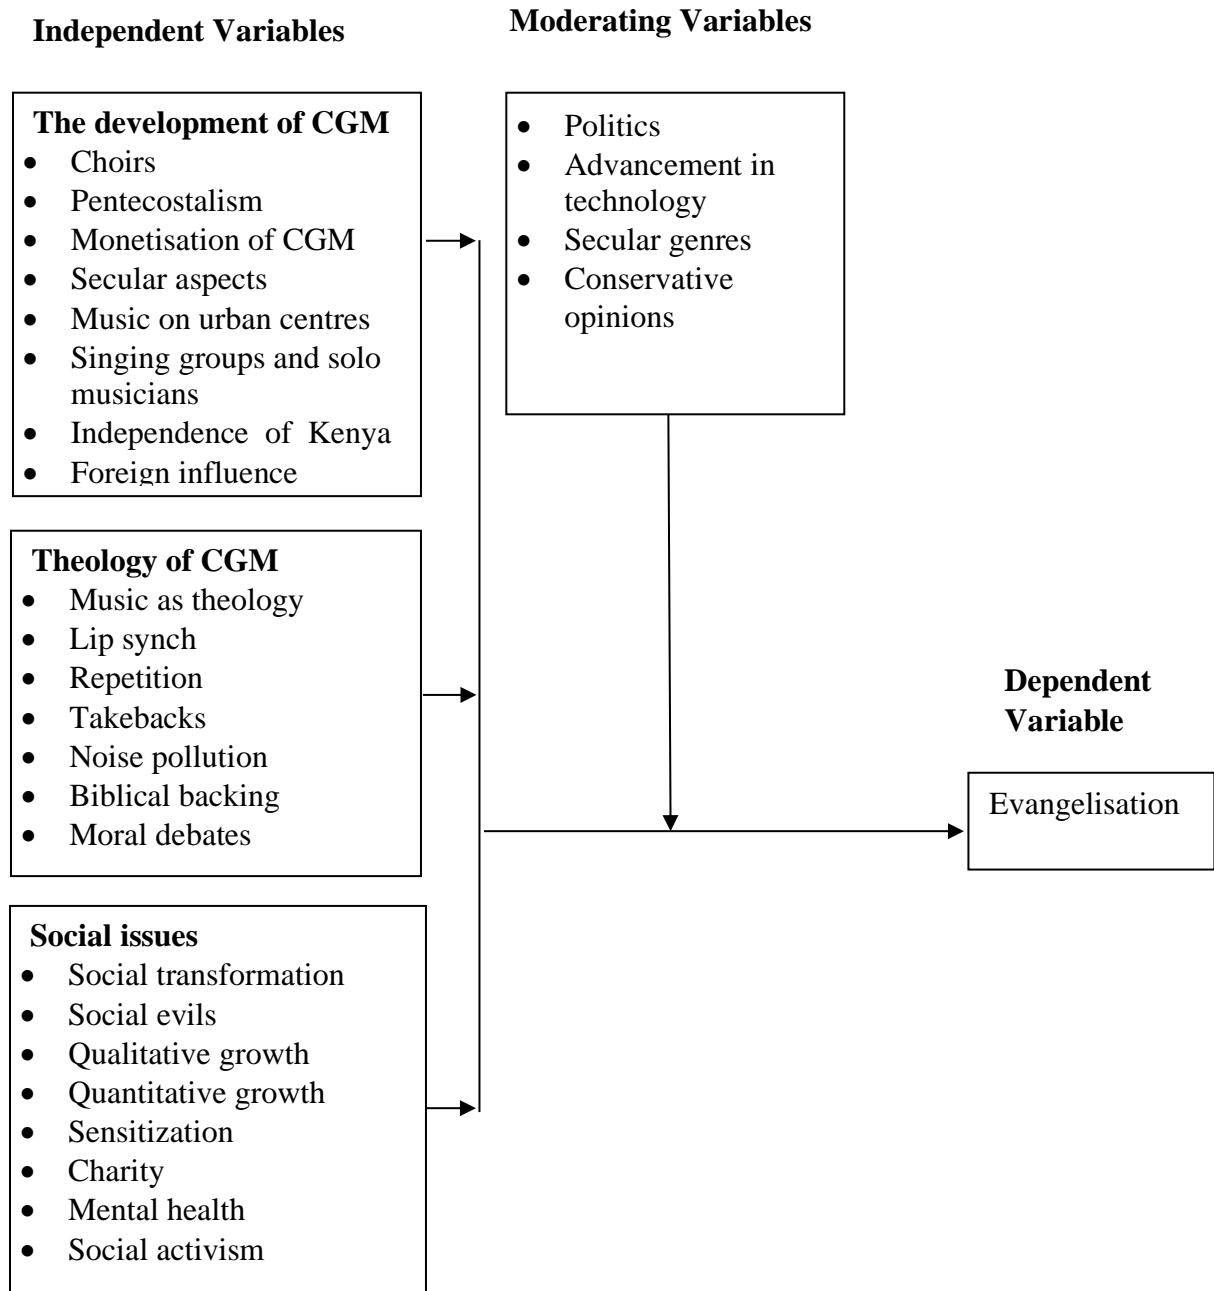 Independent Variables
The development of CGM
• Choirs
• Pentecostalism
• Monetisation of CGM
• Secular aspects
• Music on urban centres
• Singing groups and solo
musicians
• Independence of Kenya
• Foreign influence
Theology of CGM
• Music as theology
• Lip synch
• Repetition
• Takebacks
• Noise pollution
• Biblical backing
• Moral debates
Social issues
• Social transformation
• Social evils
• Qualitative growth
• Quantitative growth
• Sensitization
• Charity
• Mental health
• Social activism
Moderating Variables
• Politics
• Advancement in
technology
• Secular genres
• Conservative
opinions
Dependent
Variable
Evangelisation